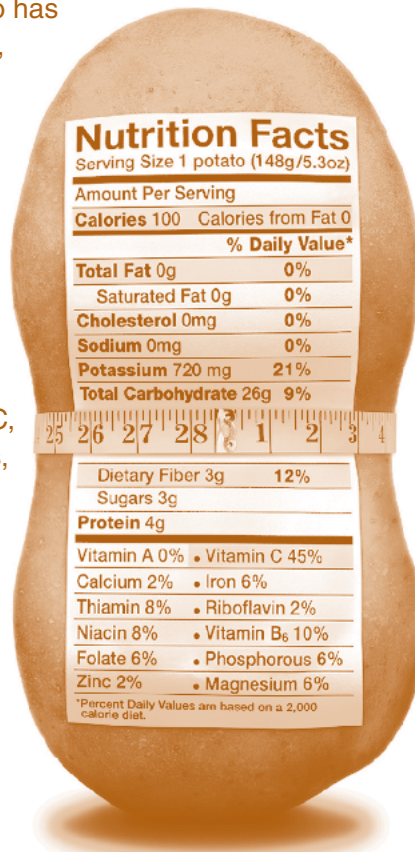 o has
,
Nutrition Facts
Serving Size 1 potato (148g/5.3oz)
Amount Per Serving
Calories 100 Calories from Fat 0
% Daily Value*
Total Fat 0g 0%
Saturated Fat 0g 0%
Cholesterol 0mg 0%
Sodium 0mg 0%
Potassium 720 mg 21%
Total Carbohydrate 26g 9%
C,
25 26 27 28 1 2 3 4
,
Dietary Fiber 3g 12%
Sugars 3g
Protein 4g
Vitamin A 0% • Vitamin C 45%
Calcium 2% • Iron 6%
Thiamin 8% • Riboflavin 2%
Niacin 8% • Vitamin B₆ 10%
Folate 6% • Phosphorous 6%
Zinc 2% • Magnesium 6%
*Percent Daily Values are based on a 2,000
calorie diet.